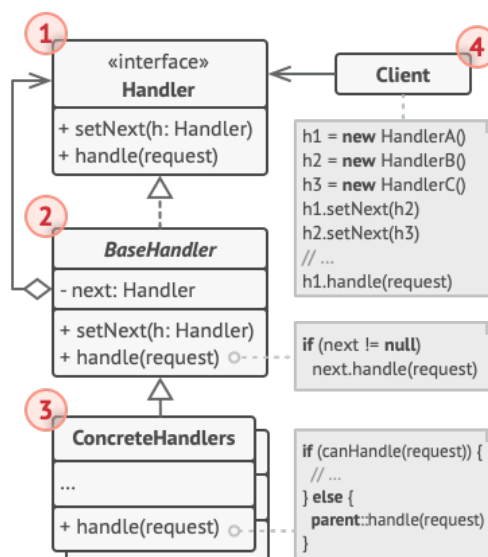 1
«interface»
Handler
+ setNext(h: Handler)
+ handle(request)
2
BaseHandler
- next: Handler
+ setNext(h: Handler)
+ handle(request)
3
ConcreteHandlers
...
+ handle(request)
4
Client
h1 = new HandlerA()
h2 = new HandlerB()
h3 = new HandlerC()
h1.setNext(h2)
h2.setNext(h3)
// ...
h1.handle(request)
if (next != null)
next.handle(request)
if (canHandle(request)) {
// ...
} else {
parent::handle(request)
}